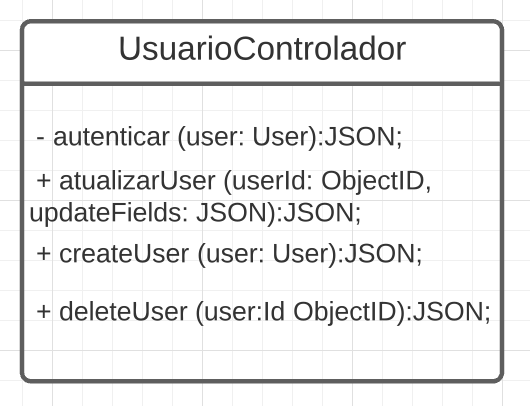 UsuarioControlador
- autenticar (user: User):JSON;
+ atualizarUser (userId: ObjectID,
updateFields: JSON):JSON;
+ createUser (user: User):JSON;
+ deleteUser (user:Id ObjectID):JSON;